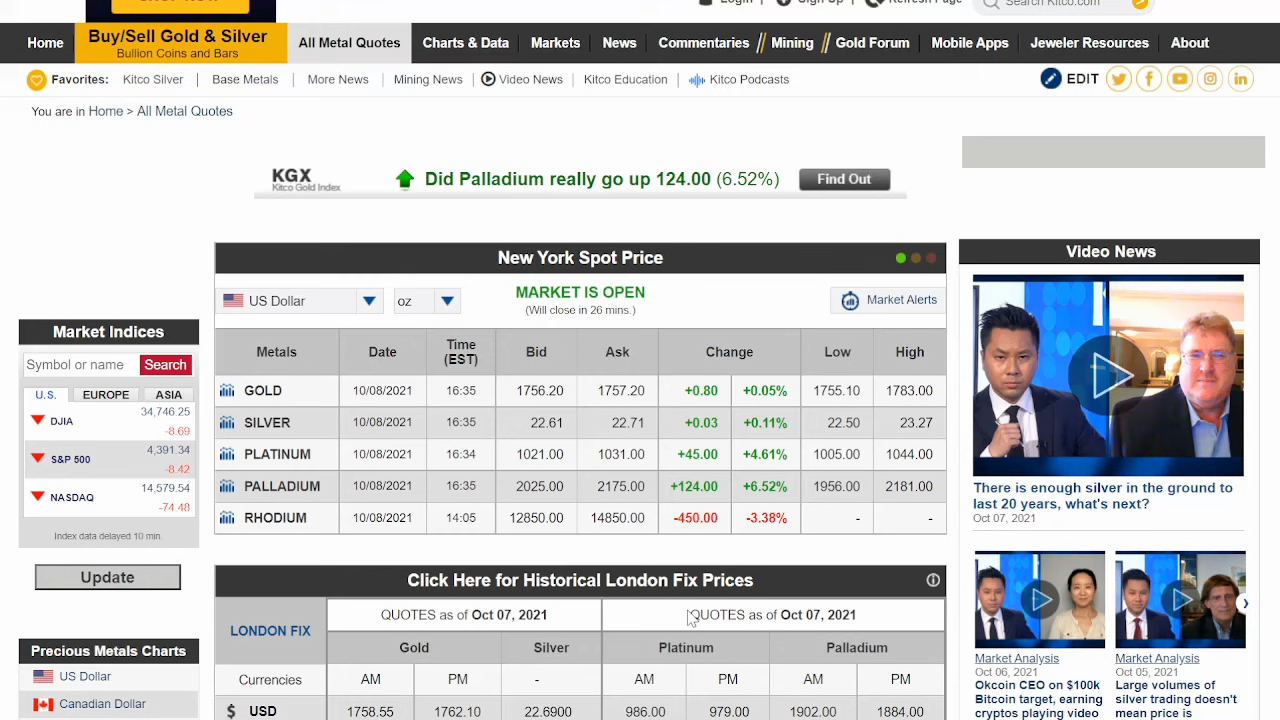 Login
Sign Up
Refresh Page
Search Kitco.com
Home
Buy/Sell Gold & Silver
Bullion Coins and Bars
All Metal Quotes
Charts & Data
Markets
News
Commentaries
Mining
Gold Forum
Mobile Apps
Jeweler Resources
About
Favorites:
Kitco Silver
Base Metals
More News
Mining News
Video News
Kitco Education
Kitco Podcasts
EDIT
You are in Home > All Metal Quotes
KGX
Kitco Gold Index
Did Palladium really go up 124.00 (6.52%)
Find Out
Market Indices
Symbol or name Search
U.S. EUROPE ASIA
DJIA 34,746.25
-8.69
S&P 500 4,391.34
-8.42
NASDAQ 14,579.54
-74.48
Index data delayed 10 min.
Update
Precious Metals Charts
US Dollar
Canadian Dollar
New York Spot Price
US Dollar
oz
MARKET IS OPEN
(Will close in 26 mins.)
Market Alerts
Metals Date Time (EST) Bid Ask Change Low High
GOLD 10/08/2021 16:35 1756.20 1757.20 +0.80 +0.05% 1755.10 1783.00
SILVER 10/08/2021 16:35 22.61 22.71 +0.03 +0.11% 22.50 23.27
PLATINUM 10/08/2021 16:34 1021.00 1031.00 +45.00 +4.61% 1005.00 1044.00
PALLADIUM 10/08/2021 16:35 2025.00 2175.00 +124.00 +6.52% 1956.00 2181.00
RHODIUM 10/08/2021 14:05 12850.00 14850.00 -450.00 -3.38% - -
Click Here for Historical London Fix Prices
LONDON FIX
QUOTES as of Oct 07, 2021
QUOTES as of Oct 07, 2021
Gold Silver Platinum Palladium
Currencies AM PM - AM PM AM PM
$ USD 1756.55 1762.10 22.6900 986.00 979.00 1902.00 1884.00
Video News
There is enough silver in the ground to
last 20 years, what's next?
Oct 07, 2021
Market Analysis
Oct 06, 2021
Okcoin CEO on $100k
Bitcoin target, earning
cryptos playing video
Market Analysis
Oct 05, 2021
Large volumes of
silver trading doesn't
mean price is